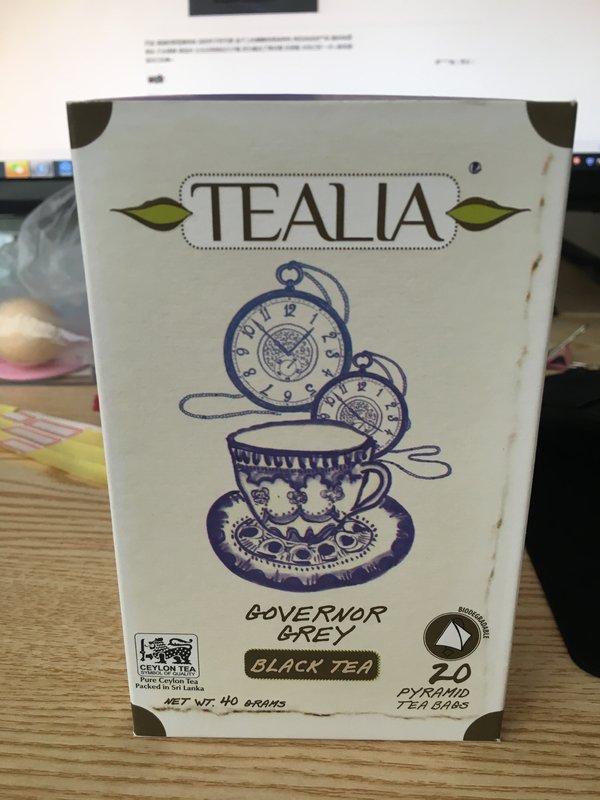 TEALIA
GOVERNOR
GREY
BLACK TEA
CEYLON TEA
SYMBOL OF QUALITY
Pure Ceylon Tea
Packed in Sri Lanka
NET WT. 40 GRAMS
BIODEGRADABLE
20
PYRAMID
TEA BAGS